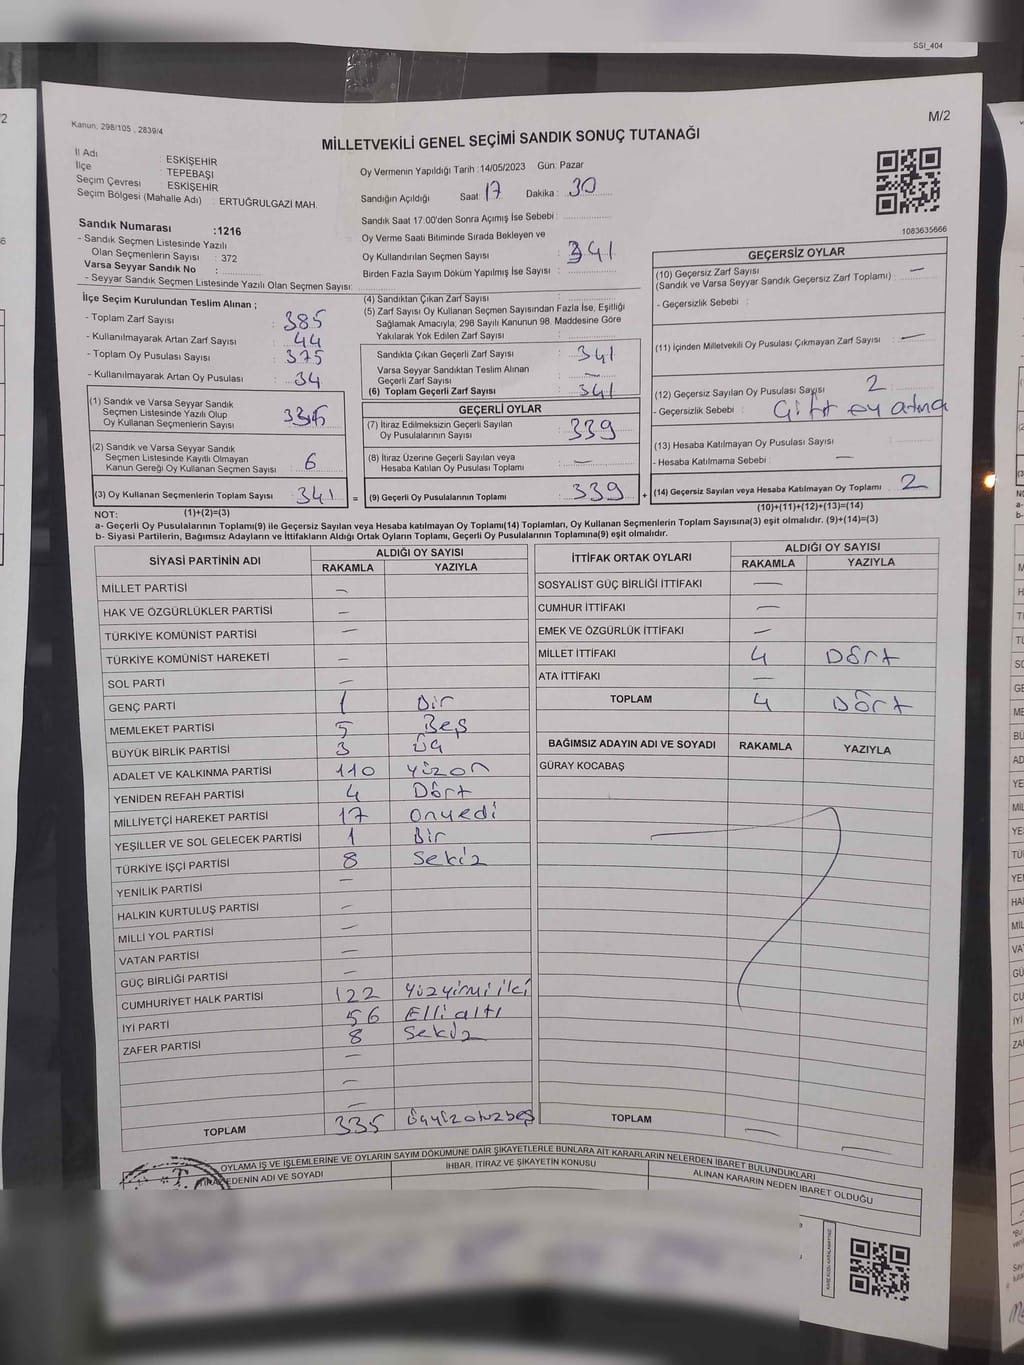 SSI_404
Kanun, 298/105 , 2839/4
M/2
MİLLETVEKİLİ GENEL SEÇİMİ SANDIK SONUÇ TUTANAĞI
İl Adı : ESKİŞEHİR
İlçe : TEPEBAŞI
Seçim Çevresi : ESKİŞEHİR
Seçim Bölgesi (Mahalle Adı) : ERTUĞRULGAZİ MAH.
Oy Vermenin Yapıldığı Tarih :14/05/2023 Gün: Pazar
Sandığın Açıldığı Saat: 17 Dakika : 30
Sandık Saat 17:00'den Sonra Açımış İse Sebebi :
Oy Verme Saati Bitiminde Sırada Bekleyen ve
Oy Kullandırılan Seçmen Sayısı : 341
Birden Fazla Sayım Döküm Yapılmış İse Sayısı :
1083635666
Sandık Numarası :1216
- Sandık Seçmen Listesinde Yazılı
Olan Seçmenlerin Sayısı : 372
Varsa Seyyar Sandık No :
- Seyyar Sandık Seçmen Listesinde Yazılı Olan Seçmen Sayısı:
İlçe Seçim Kurulundan Teslim Alınan ;
- Toplam Zarf Sayısı : 385
- Kullanılmayarak Artan Zarf Sayısı : 44
- Toplam Oy Pusulası Sayısı : 375
- Kullanılmayarak Artan Oy Pusulası : 34
(1) Sandık ve Varsa Seyyar Sandık
Seçmen Listesinde Yazılı Olup
Oy Kullanan Seçmenlerin Sayısı :
(2) Sandık ve Varsa Seyyar Sandık
Seçmen Listesinde Kayıtlı Olmayan
Kanun Gereği Oy Kullanan Seçmen Sayısı : 6
(3) Oy Kullanan Seçmenlerin Toplam Sayısı : 341 =
(1)+(2)=(3)
(4) Sandıktan Çıkan Zarf Sayısı :
(5) Zarf Sayısı Oy Kullanan Seçmen Sayısından Fazla İse, Eşitliği
Sağlamak Amacıyla; 298 Sayılı Kanunun 98. Maddesine Göre
Yakılarak Yok Edilen Zarf Sayısı :
Sandıkta Çıkan Geçerli Zarf Sayısı : 341
Varsa Seyyar Sandıktan Teslim Alınan
Geçerli Zarf Sayısı : —
(6) Toplam Geçerli Zarf Sayısı : 341
GEÇERLİ OYLAR
(7) İtiraz Edilmeksizin Geçerli Sayılan
Oy Pusulalarının Sayısı : 339
(8) İtiraz Üzerine Geçerli Sayılan veya
Hesaba Katılan Oy Pusulası Toplamı : —
(9) Geçerli Oy Pusulalarının Toplamı : 339 +
GEÇERSİZ OYLAR
(10) Geçersiz Zarf Sayısı : —
(Sandık ve Varsa Seyyar Sandık Geçersiz Zarf Toplamı)
- Geçersizlik Sebebi :
(11) İçinden Milletvekili Oy Pusulası Çıkmayan Zarf Sayısı : —
(12) Geçersiz Sayılan Oy Pusulası Sayısı : 2
- Geçersizlik Sebebi : Çift oy atma
(13) Hesaba Katılmayan Oy Pusulası Sayısı :
- Hesaba Katılmama Sebebi : —
(14) Geçersiz Sayılan veya Hesaba Katılmayan Oy Toplamı : 2
(10)+(11)+(12)+(13)=(14)
NOT:
a- Geçerli Oy Pusulalarının Toplamı(9) ile Geçersiz Sayılan veya Hesaba katılmayan Oy Toplamı(14) Toplamları, Oy Kullanan Seçmenlerin Toplam Sayısına(3) eşit olmalıdır. (9)+(14)=(3)
b- Siyasi Partilerin, Bağımsız Adayların ve İttifakların Aldığı Ortak Oyların Toplamı, Geçerli Oy Pusulalarının Toplamına(9) eşit olmalıdır.
SİYASİ PARTİNİN ADI ALDIĞI OY SAYISI
RAKAMLA YAZIYLA
MİLLET PARTİSİ —
HAK VE ÖZGÜRLÜKLER PARTİSİ —
TÜRKİYE KOMÜNİST PARTİSİ —
TÜRKİYE KOMÜNİST HAREKETİ —
SOL PARTİ —
GENÇ PARTİ 1 Bir
MEMLEKET PARTİSİ 5 Beş
BÜYÜK BİRLİK PARTİSİ 3 Üç
ADALET VE KALKINMA PARTİSİ 110 Yüzon
YENİDEN REFAH PARTİSİ 4 Dört
MİLLİYETÇİ HAREKET PARTİSİ 17 Onyedi
YEŞİLLER VE SOL GELECEK PARTİSİ 1 Bir
TÜRKİYE İŞÇİ PARTİSİ 8 Sekiz
YENİLİK PARTİSİ —
HALKIN KURTULUŞ PARTİSİ —
MİLLİ YOL PARTİSİ —
VATAN PARTİSİ —
GÜÇ BİRLİĞİ PARTİSİ —
CUMHURİYET HALK PARTİSİ 122 Yüzyirmiiki
İYİ PARTİ 56 Elli altı
ZAFER PARTİSİ 8 Sekiz
—
—
—
TOPLAM 335 Üçyüzotuzbeş
İTTİFAK ORTAK OYLARI ALDIĞI OY SAYISI
RAKAMLA YAZIYLA
SOSYALİST GÜÇ BİRLİĞİ İTTİFAKI —
CUMHUR İTTİFAKI —
EMEK VE ÖZGÜRLÜK İTTİFAKI —
MİLLET İTTİFAKI 4 Dört
ATA İTTİFAKI —
TOPLAM 4 Dört
BAĞIMSIZ ADAYIN ADI VE SOYADI RAKAMLA YAZIYLA
GÜRAY KOCABAŞ
TOPLAM — —
OYLAMA İŞ VE İŞLEMLERİNE VE OYLARIN SAYIM DÖKÜMÜNE DAİR ŞİKAYETLERLE BUNLARA AİT KARARLARIN NELERDEN İBARET BULUNDUKLARI
İTİRAZ EDENİN ADI VE SOYADI
İHBAR, İTİRAZ VE ŞİKAYETİN KONUSU
ALINAN KARARIN NEDEN İBARET OLDUĞU